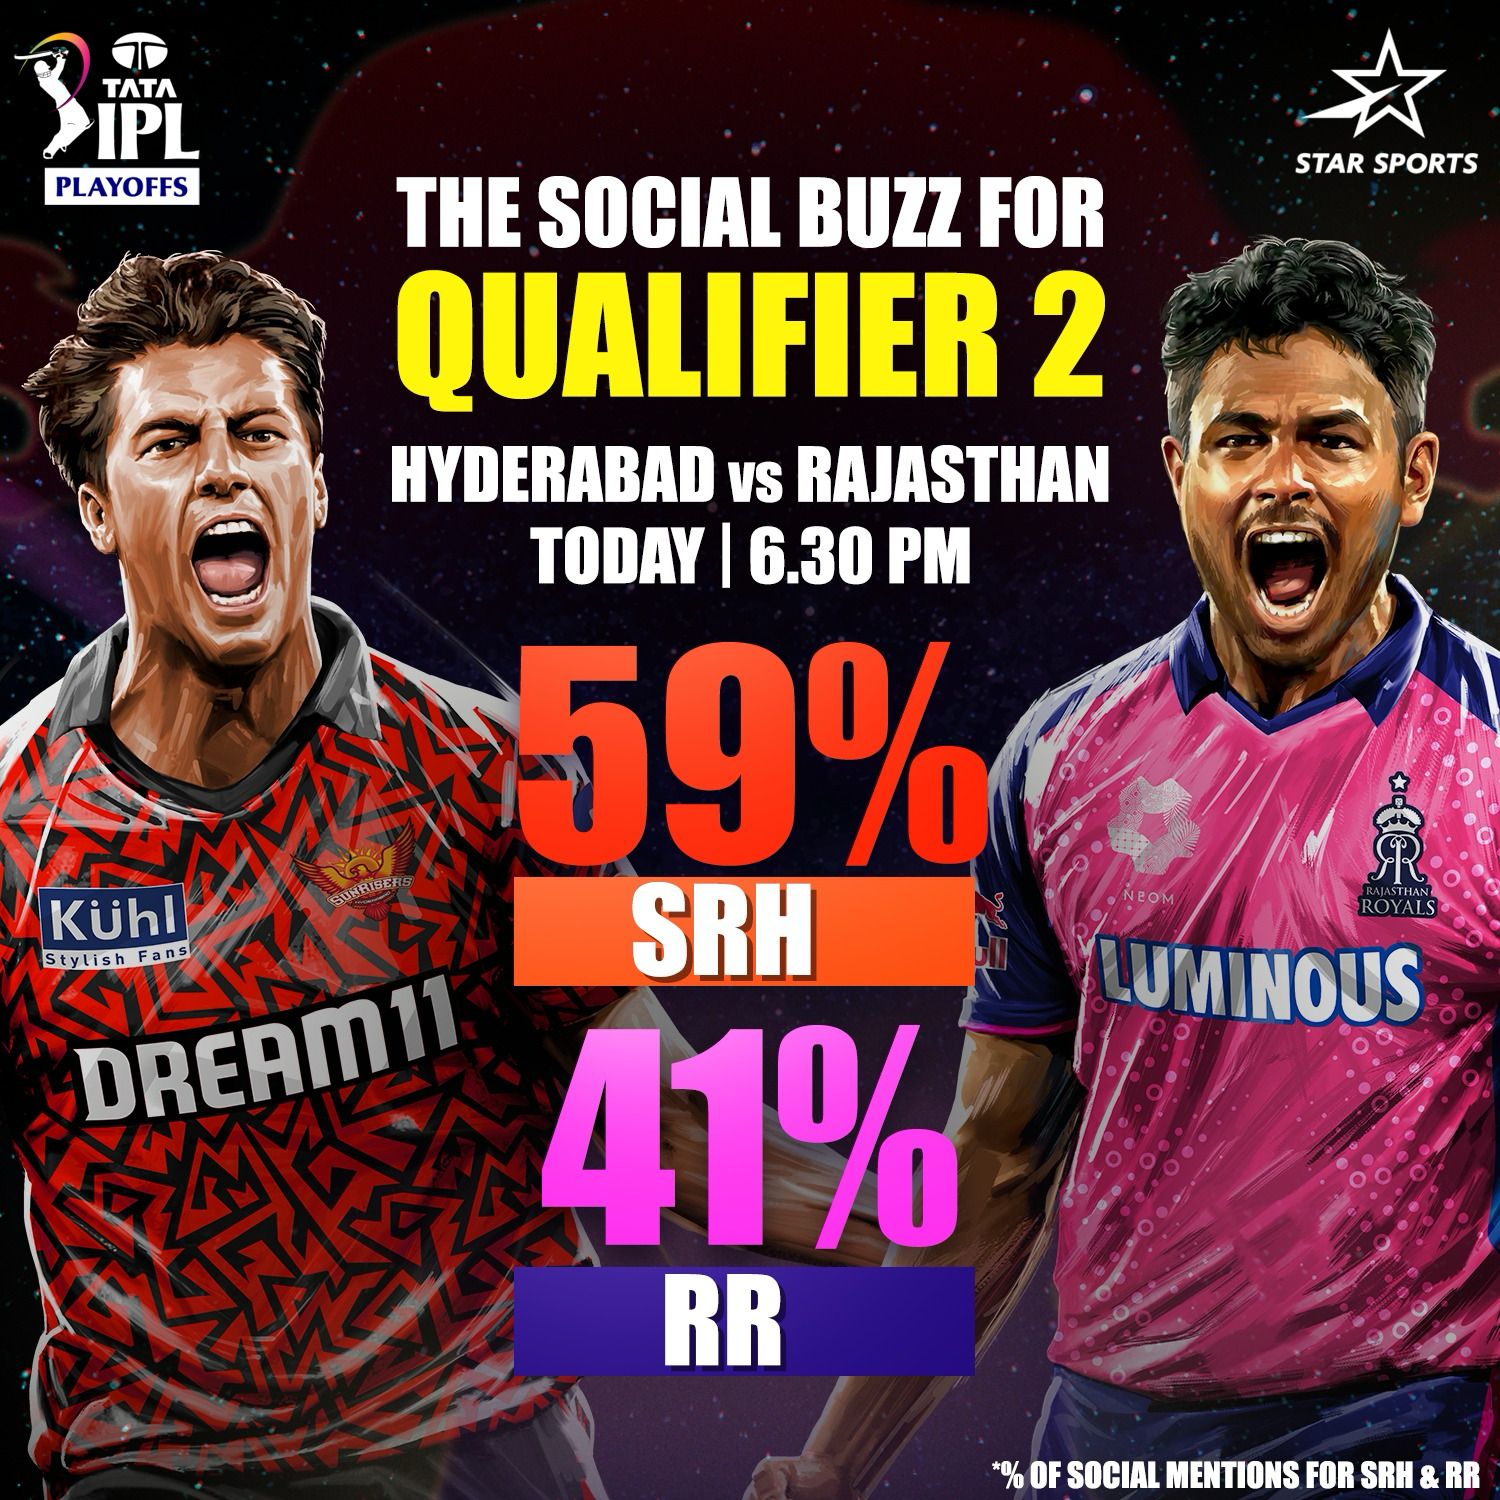 TATA
IPL
PLAYOFFS
STAR SPORTS
THE SOCIAL BUZZ FOR
QUALIFIER 2
HYDERABAD vs RAJASTHAN
TODAY | 6.30 PM
59%
SRH
41%
RR
Kühl
Stylish Fans
SUNRISERS
HYDERABAD
DREAM11
NEOM
RAJASTHAN
ROYALS
LUMINOUS
*% OF SOCIAL MENTIONS FOR SRH & RR